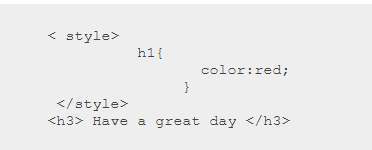 < style>
h1{
color:red;
}
</style>
<h3> Have a great day </h3>